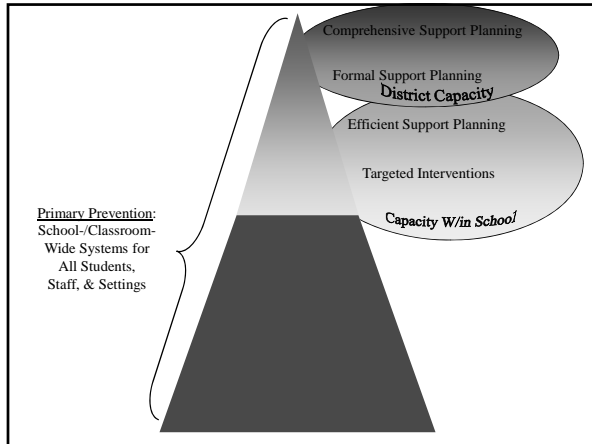 Comprehensive Support Planning
Formal Support Planning
District Capacity
Efficient Support Planning
Targeted Interventions
Capacity W/in School
Primary Prevention:
School-/Classroom-
Wide Systems for
All Students,
Staff, & Settings